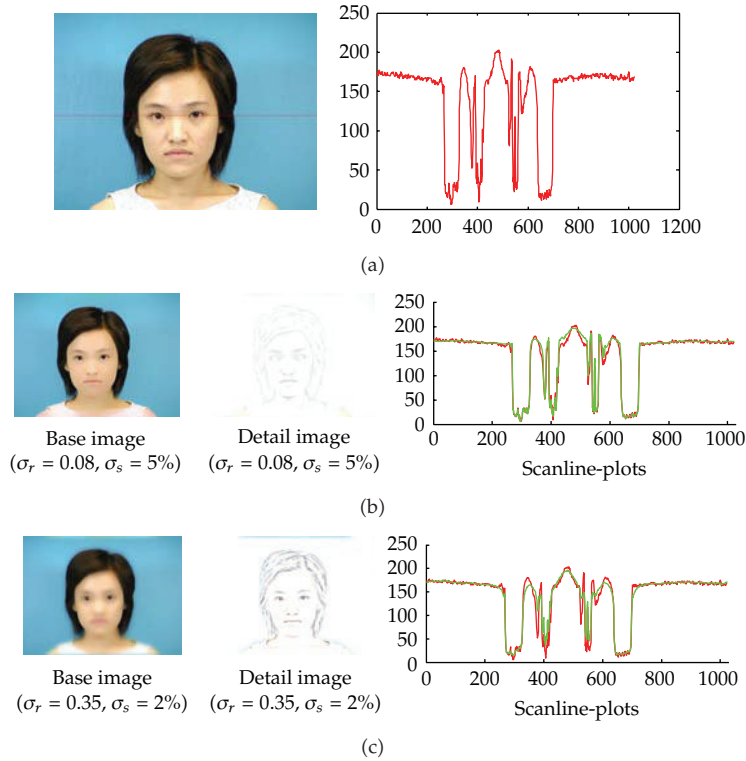 250
200
150
100
50
0
0 200 400 600 800 1000 1200
(a)
250
200
150
100
50
0
0 200 400 600 800 1000
Base image
(σr = 0.08, σs = 5%)
Detail image
(σr = 0.08, σs = 5%)
Scanline-plots
(b)
250
200
150
100
50
0
0 200 400 600 800 1000
Base image
(σr = 0.35, σs = 2%)
Detail image
(σr = 0.35, σs = 2%)
Scanline-plots
(c)